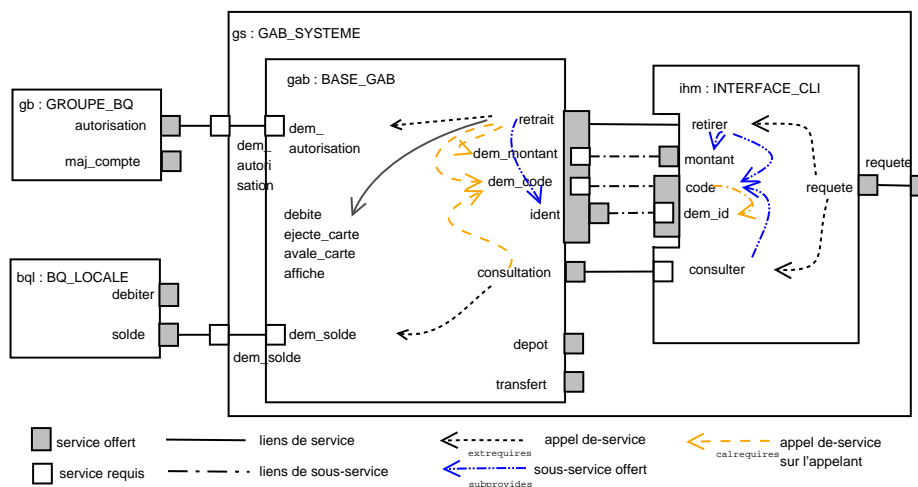 gs : GAB_SYSTEME
gab : BASE_GAB
ihm : INTERFACE_CLI
gb : GROUPE_BQ
autorisation
maj_compte
dem_
autori
sation
dem_
autorisation
retrait
dem_montant
dem_code
ident
debite
ejecte_carte
avale_carte
affiche
consultation
retirer
montant
code
dem_id
requete
consulter
requete
bql : BQ_LOCALE
debiter
solde
dem_solde
dem_solde
depot
transfert
service offert
liens de service
extrequires
appel de-service
calrequires
appel de-service
sur l'appelant
service requis
liens de sous-service
subprovides
sous-service offert